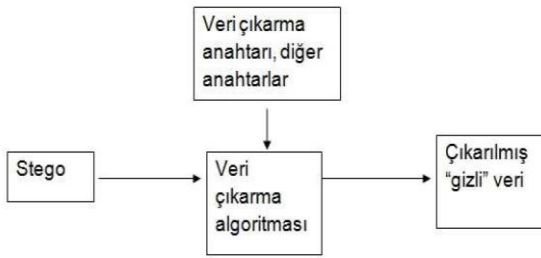 Veri çıkarma
anahtarı, diğer
anahtarlar
Stego
Veri
çıkarma
algoritması
Çıkarılmış
“gizli” veri